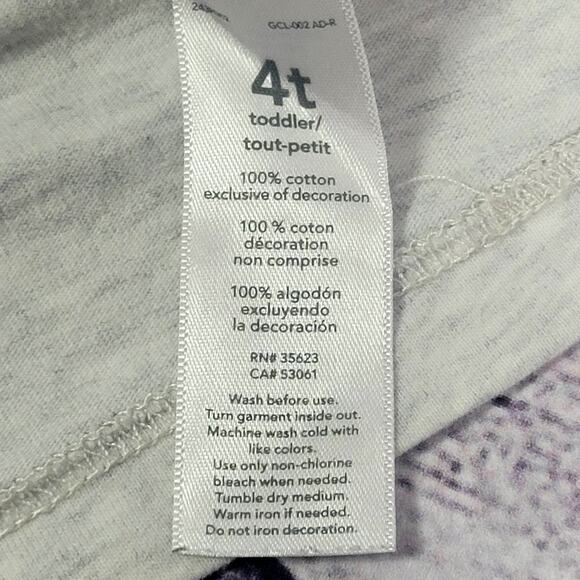 GCL-002 AD-R
4t
toddler/
tout-petit
100% cotton
exclusive of decoration
100 % coton
décoration
non comprise
100% algodón
excluyendo
la decoración
RN# 35623
CA# 53061
Wash before use.
Turn garment inside out.
Machine wash cold with
like colors.
Use only non-chlorine
bleach when needed.
Tumble dry medium.
Warm iron if needed.
Do not iron decoration.